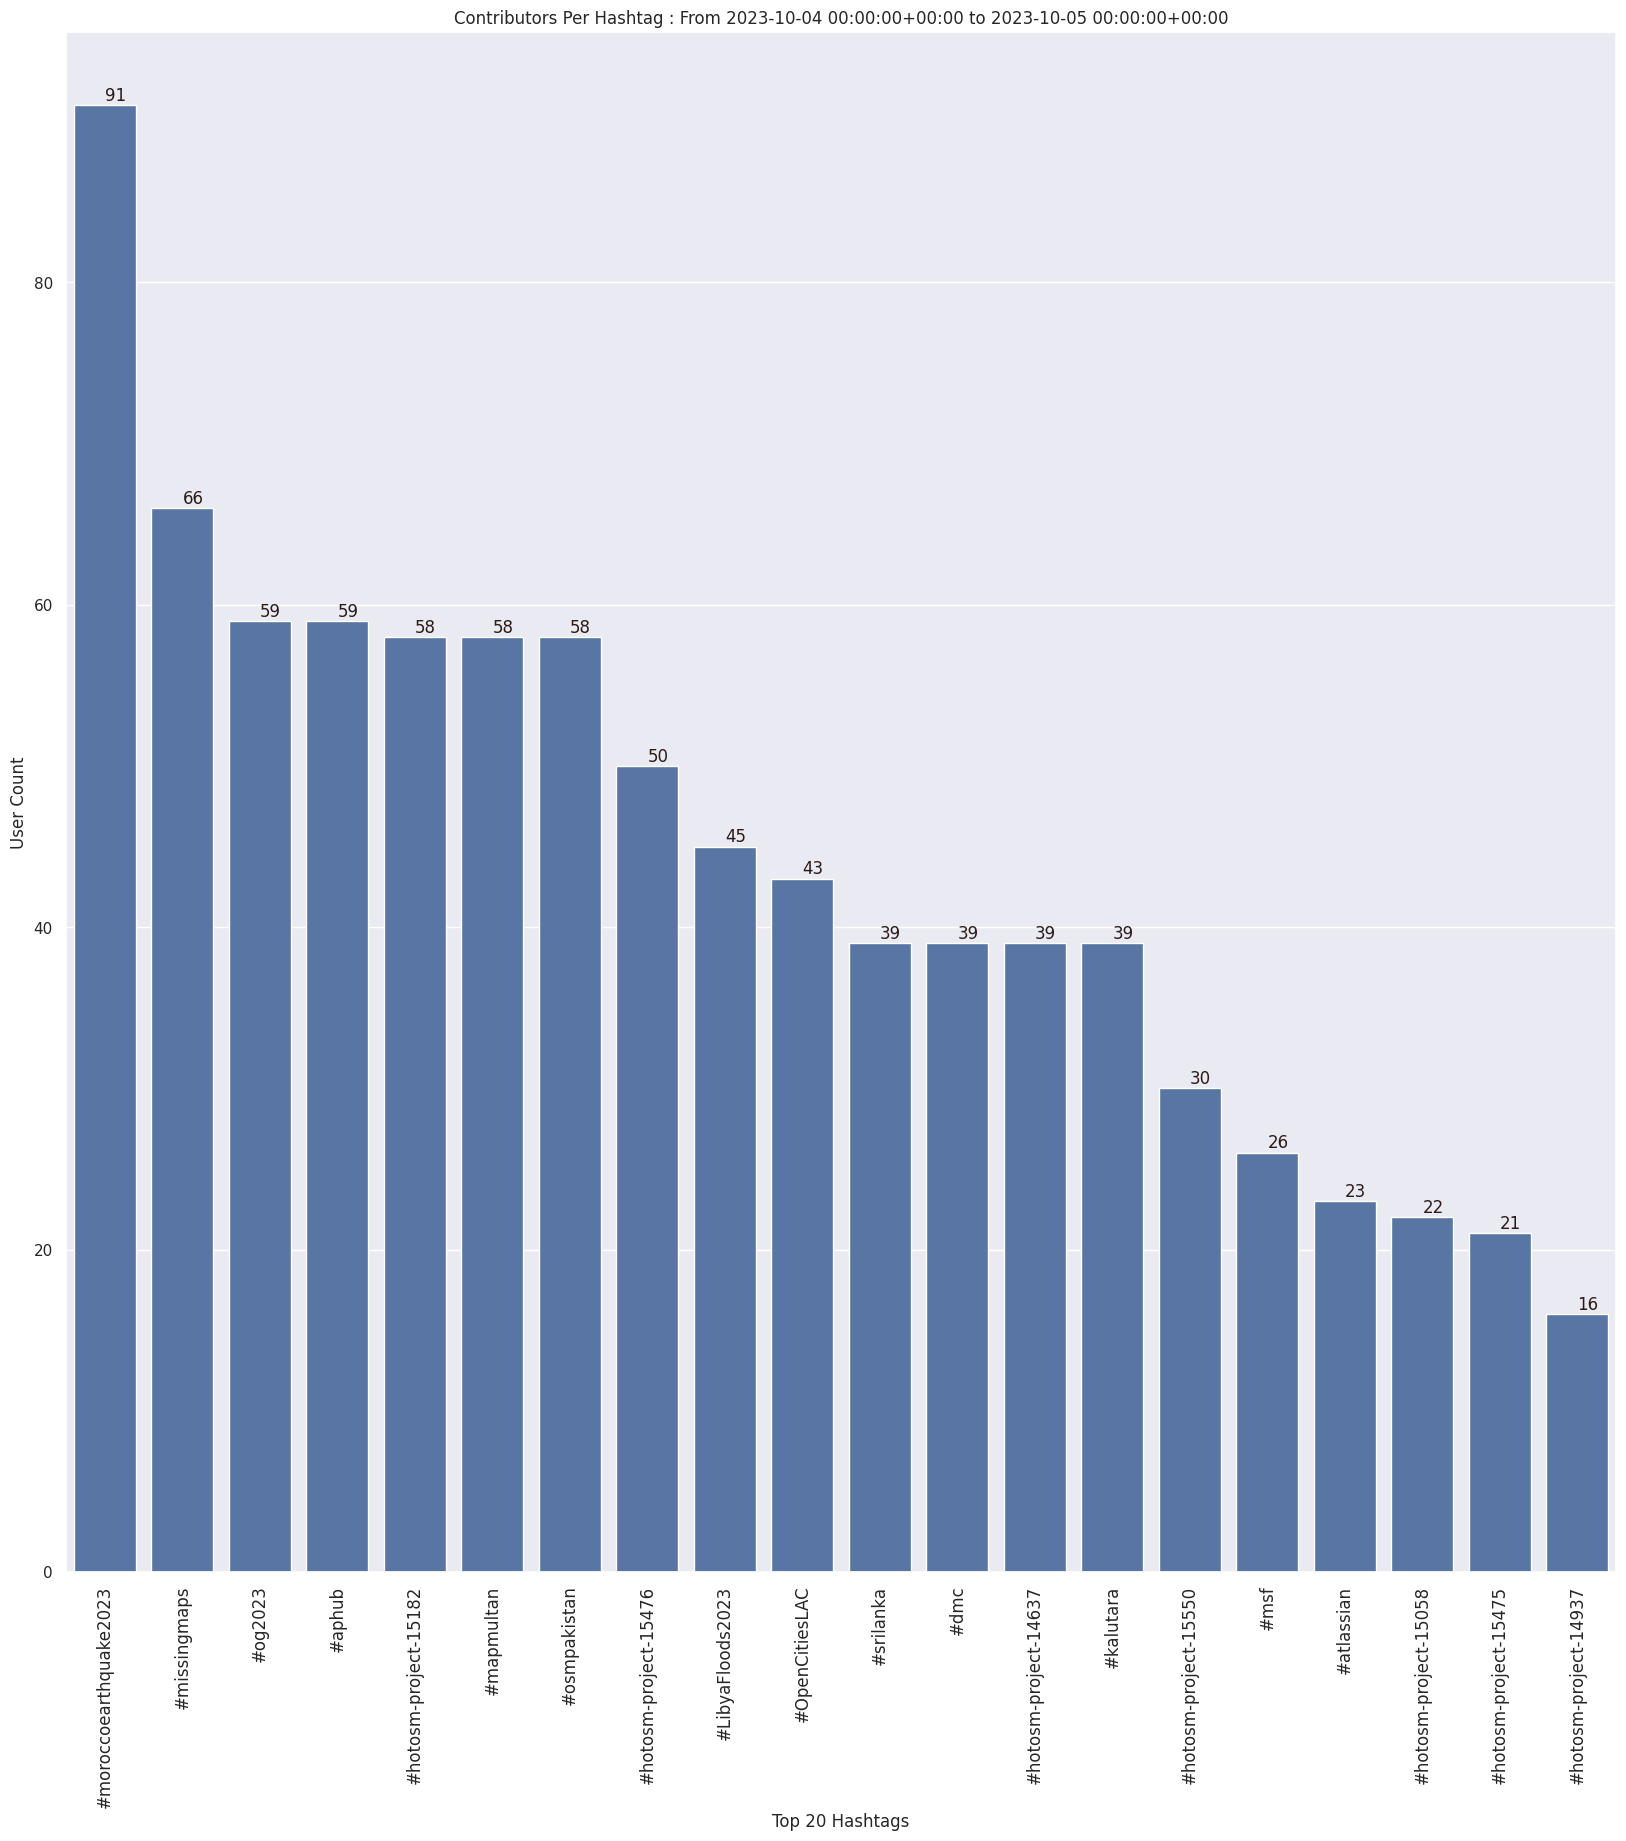 Contributors Per Hashtag : From 2023-10-04 00:00:00+00:00 to 2023-10-05 00:00:00+00:00
91
66
59
59
58
58
58
50
45
43
39
39
39
39
30
26
23
22
21
16
User Count
80
60
40
20
0
#moroccoearthquake2023
#missingmaps
#og2023
#aphub
#hotosm-project-15182
#mapmultan
#osmpakistan
#hotosm-project-15476
#LibyaFloods2023
#OpenCitiesLAC
#srilanka
#dmc
#hotosm-project-14637
#kalutara
#hotosm-project-15550
#msf
#atlassian
#hotosm-project-15058
#hotosm-project-15475
#hotosm-project-14937
Top 20 Hashtags